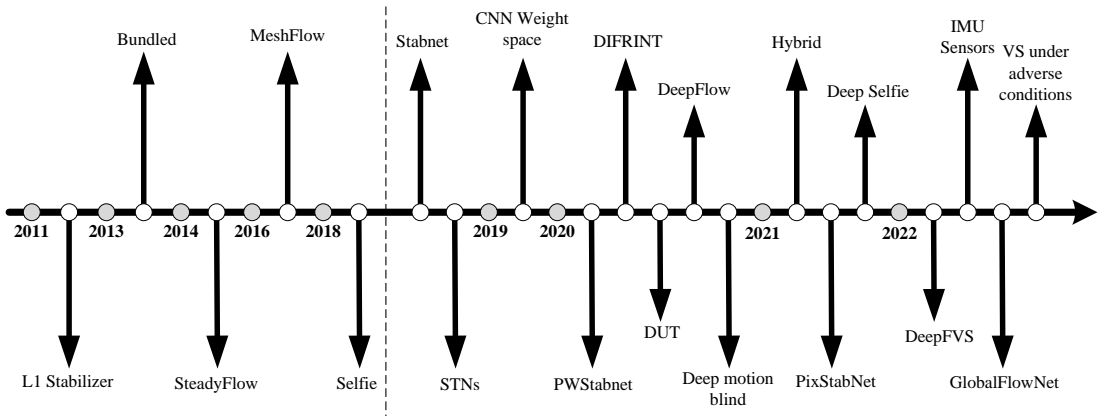 Bundled
MeshFlow
Stabnet
CNN Weight
space
DIFRINT
DeepFlow
Hybrid
Deep Selfie
IMU
Sensors
VS under
adverse
conditions
2011
2013
2014
2016
2018
2019
2020
2021
2022
L1 Stabilizer
SteadyFlow
Selfie
STNs
PWStabnet
DUT
Deep motion
blind
PixStabNet
DeepFVS
GlobalFlowNet